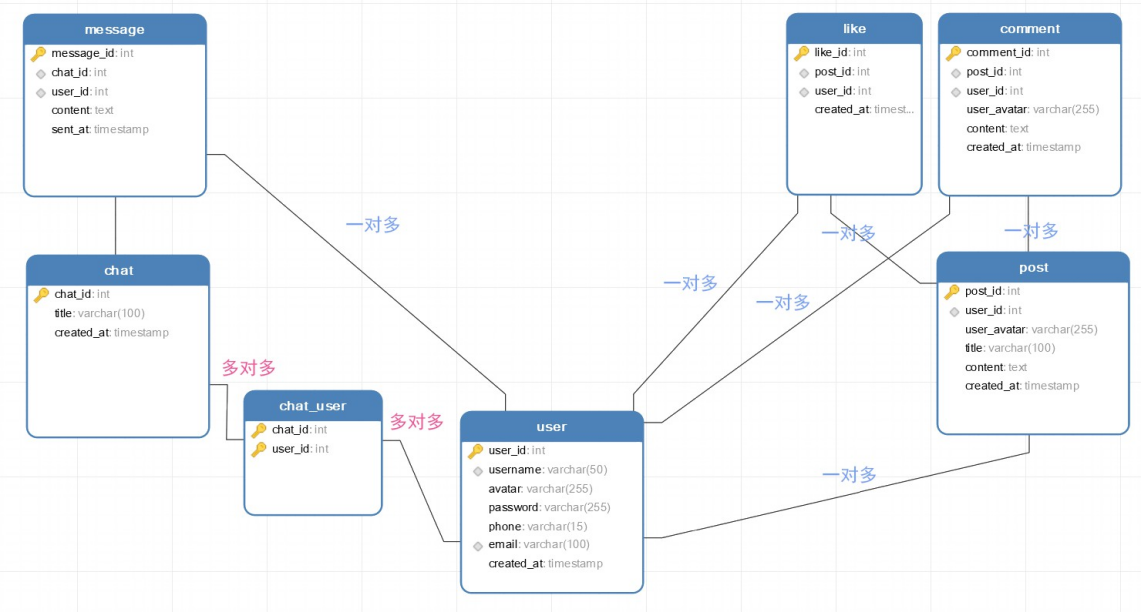 message
message_id: int
chat_id: int
user_id: int
content: text
sent_at: timestamp
like
like_id: int
post_id: int
user_id: int
created_at: timest...
comment
comment_id: int
post_id: int
user_id: int
user_avatar: varchar(255)
content: text
created_at: timestamp
一对多
一对多
一对多
一对多
一对多
chat
chat_id: int
title: varchar(100)
created_at: timestamp
post
post_id: int
user_id: int
user_avatar: varchar(255)
title: varchar(100)
content: text
created_at: timestamp
多对多
chat_user
chat_id: int
user_id: int
多对多
user
user_id: int
username: varchar(50)
avatar: varchar(255)
password: varchar(255)
phone: varchar(15)
email: varchar(100)
created_at: timestamp
一对多